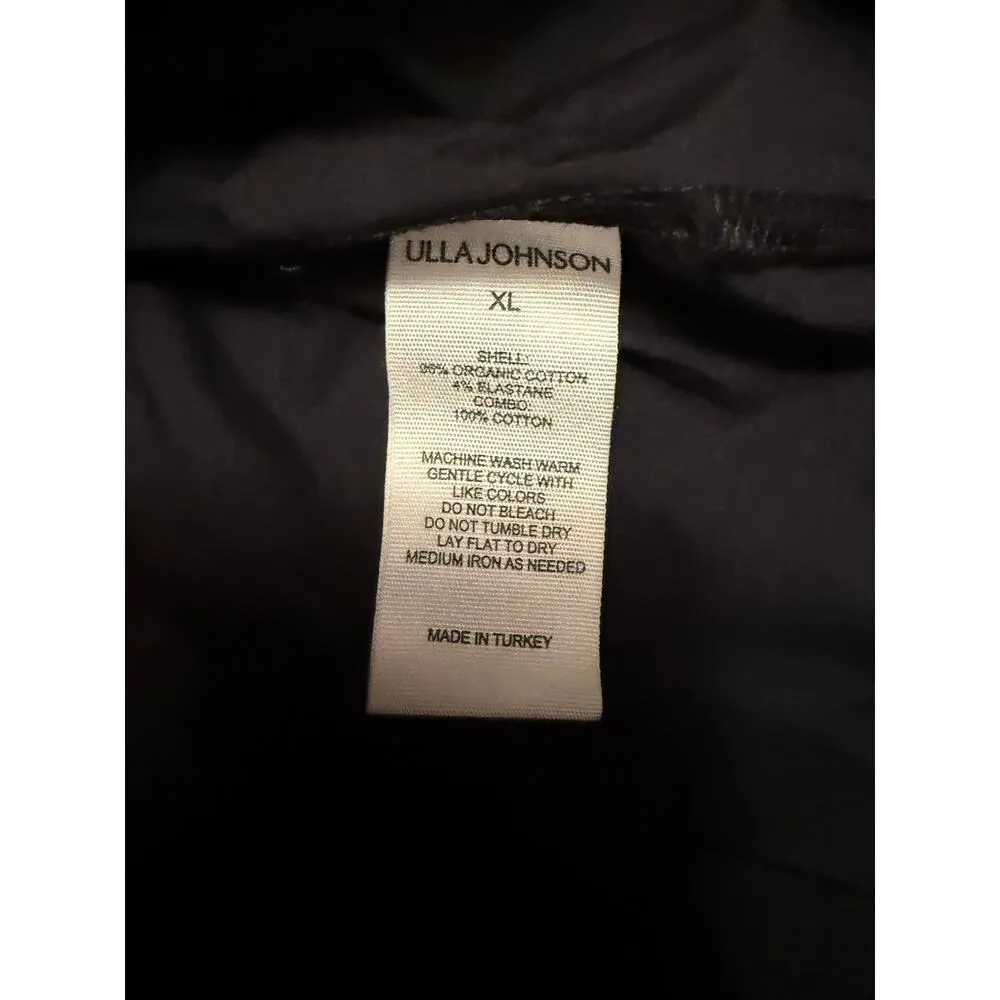 ULLA JOHNSON
XL
SHELL:
96% ORGANIC COTTON
4% ELASTANE
COMBO:
100% COTTON
MACHINE WASH WARM
GENTLE CYCLE WITH
LIKE COLORS
DO NOT BLEACH
DO NOT TUMBLE DRY
LAY FLAT TO DRY
MEDIUM IRON AS NEEDED
MADE IN TURKEY